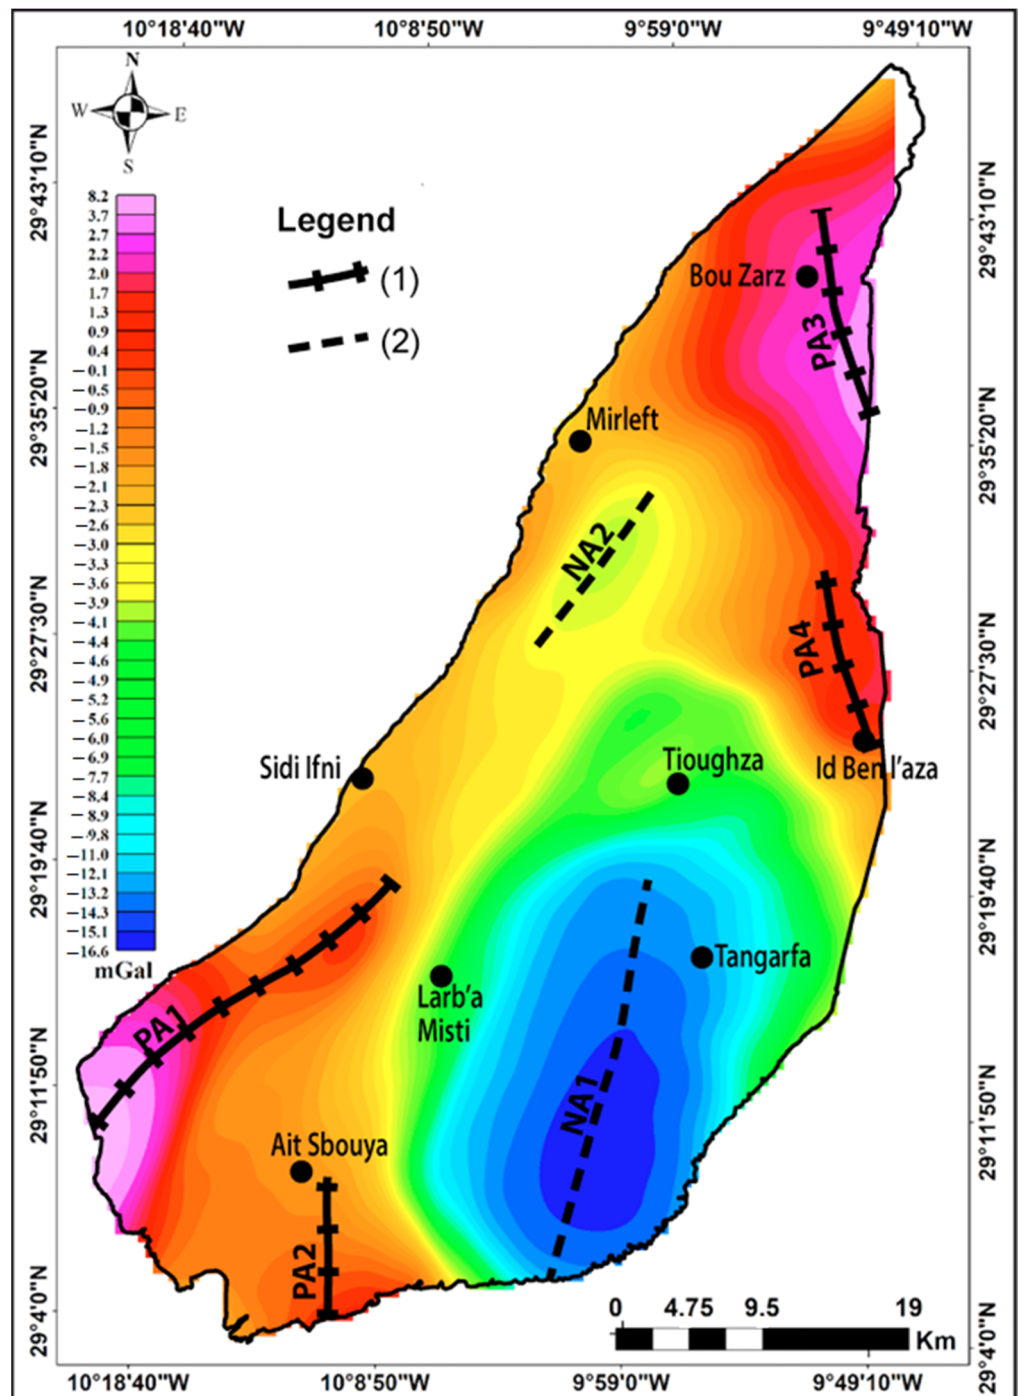 10°18'40"W 10°8'50"W 9°59'0"W 9°49'10"W
N
W E
S
29°43'10"N
29°35'20"N
29°27'30"N
29°19'40"N
29°11'50"N
29°4'0"N
8.2
3.7
2.7
2.2
2.0
1.7
1.3
0.9
0.4
−0.1
−0.5
−0.9
−1.2
−1.5
−1.8
−2.1
−2.3
−2.6
−3.0
−3.3
−3.6
−3.9
−4.1
−4.4
−4.6
−4.9
−5.2
−5.6
−6.0
−6.9
−7.7
−8.4
−8.9
−9.8
−11.0
−12.1
−13.2
−14.3
−15.1
−16.6
mGal
Legend
(1)
(2)
Bou Zarz
PA3
Mirleft
NA2
PA4
Sidi Ifni
Tioughza
Id Ben l'aza
Tangarfa
Larb'a
Misti
PA1
NA1
Ait Sbouya
PA2
29°43'10"N
29°35'20"N
29°27'30"N
29°19'40"N
29°11'50"N
29°4'0"N
0 4.75 9.5 19
Km
10°18'40"W 10°8'50"W 9°59'0"W 9°49'10"W